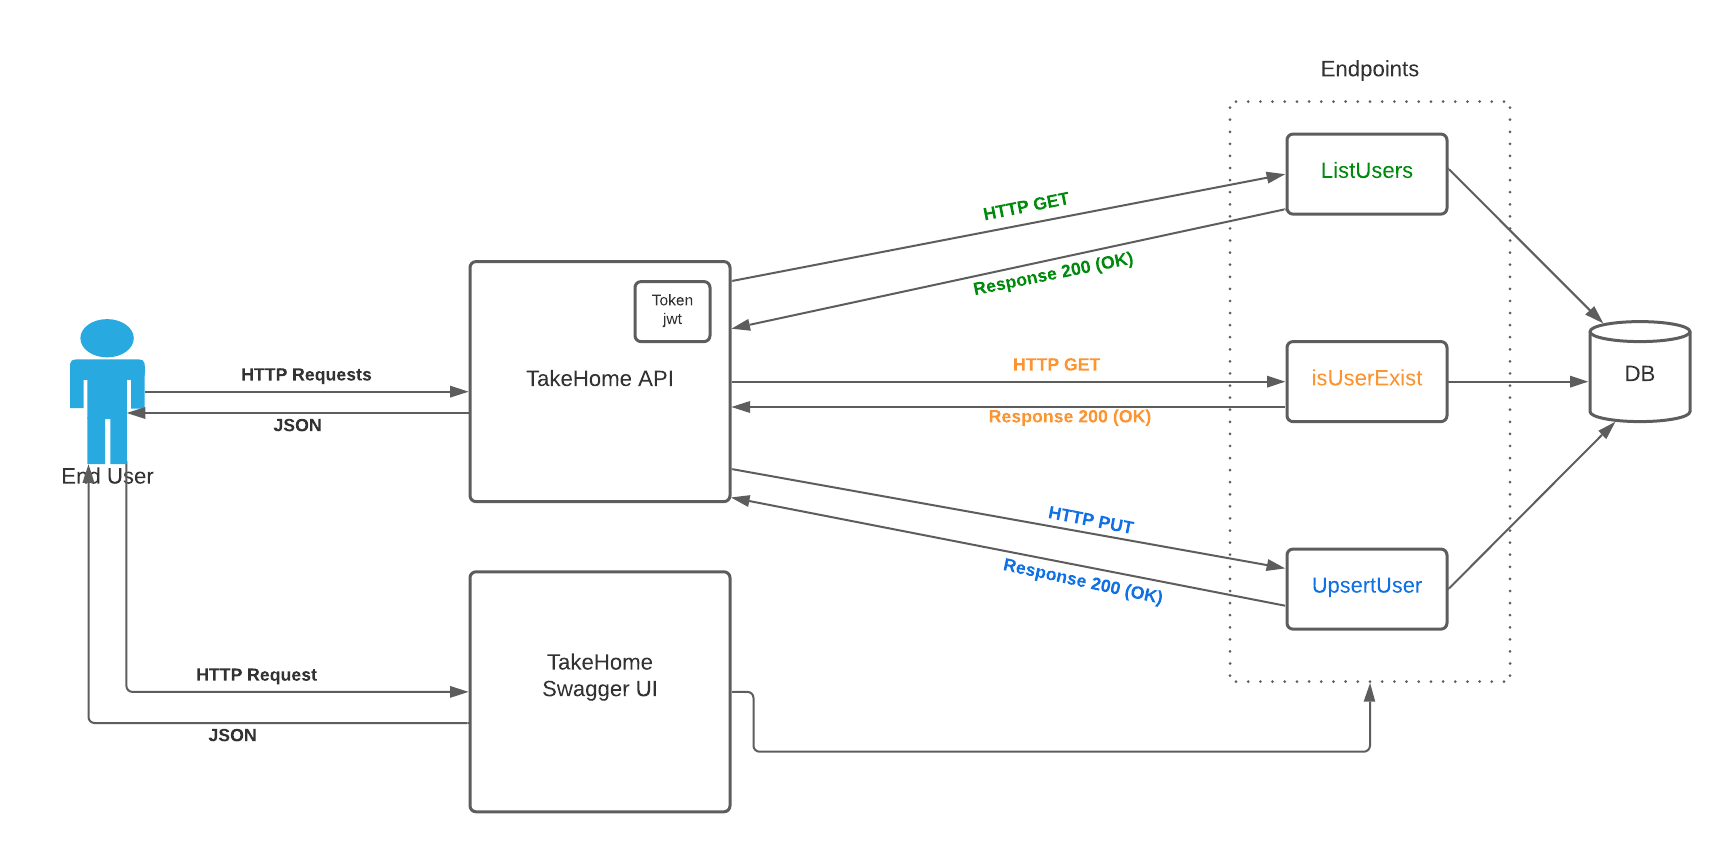 Endpoints
ListUsers
HTTP GET
Response 200 (OK)
Token
jwt
TakeHome API
HTTP Requests
JSON
End User
HTTP GET
isUserExist
Response 200 (OK)
DB
HTTP PUT
UpsertUser
Response 200 (OK)
TakeHome
Swagger UI
HTTP Request
JSON